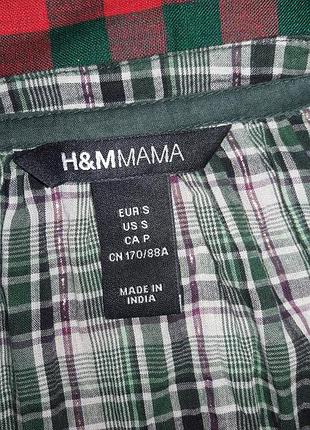 H&M MAMA
EUR S
US S
CA P
CN 170/88A
MADE IN
INDIA